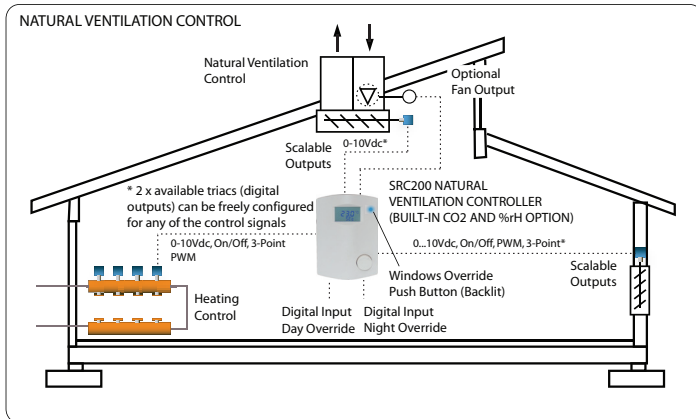 NATURAL VENTILATION CONTROL
Natural Ventilation
Control
Optional
Fan Output
Scalable
Outputs
0-10Vdc*
* 2 x available triacs (digital
outputs) can be freely configured
for any of the control signals
SRC200 NATURAL
VENTILATION CONTROLLER
(BUILT-IN CO2 AND %rH OPTION)
0-10Vdc, On/Off, 3-Point
PWM
0...10Vdc, On/Off, PWM, 3-Point*
Windows Override
Push Button (Backlit)
Scalable
Outputs
Heating
Control
Digital Input
Day Override
Digital Input
Night Override